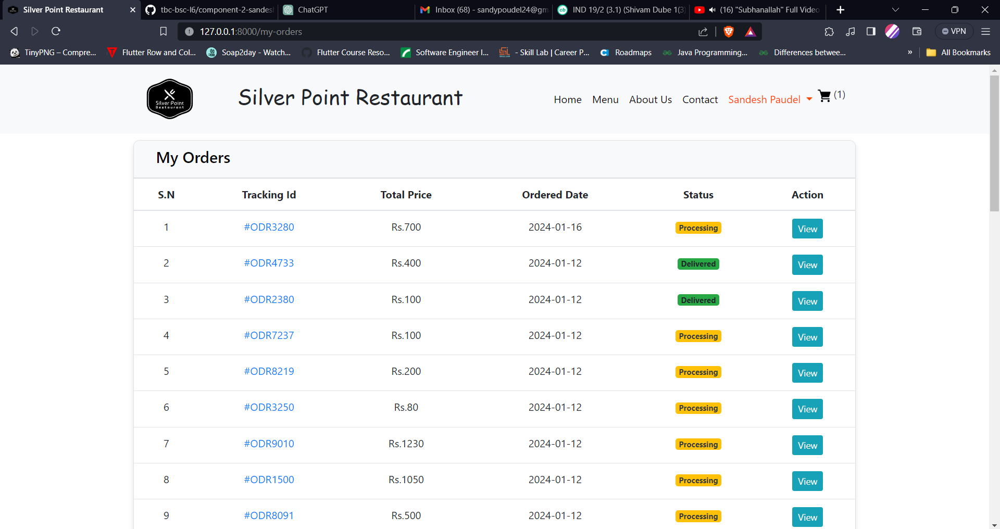 Silver Point Restaurant
tbc-bsc-l6/component-2-sandes
ChatGPT
Inbox (68) - sandypoudel24@gm
IND 19/2 (3.1) (Shivam Dube 1(3)
(16) "Subhanallah" Full Video
127.0.0.1:8000/my-orders
VPN
TinyPNG – Compre...
Flutter Row and Col...
Soap2day - Watch...
Flutter Course Reso...
Software Engineer I...
- Skill Lab | Career P...
Roadmaps
Java Programming...
Differences betwee...
»
All Bookmarks
Silver Point
Restaurant
Silver Point Restaurant
Home Menu About Us Contact Sandesh Paudel (1)
My Orders
S.N Tracking Id Total Price Ordered Date Status Action
1 #ODR3280 Rs.700 2024-01-16 Processing View
2 #ODR4733 Rs.400 2024-01-12 Delivered View
3 #ODR2380 Rs.100 2024-01-12 Delivered View
4 #ODR7237 Rs.100 2024-01-12 Processing View
5 #ODR8219 Rs.200 2024-01-12 Processing View
6 #ODR3250 Rs.80 2024-01-12 Processing View
7 #ODR9010 Rs.1230 2024-01-12 Processing View
8 #ODR1500 Rs.1050 2024-01-12 Processing View
9 #ODR8091 Rs.500 2024-01-12 Processing View